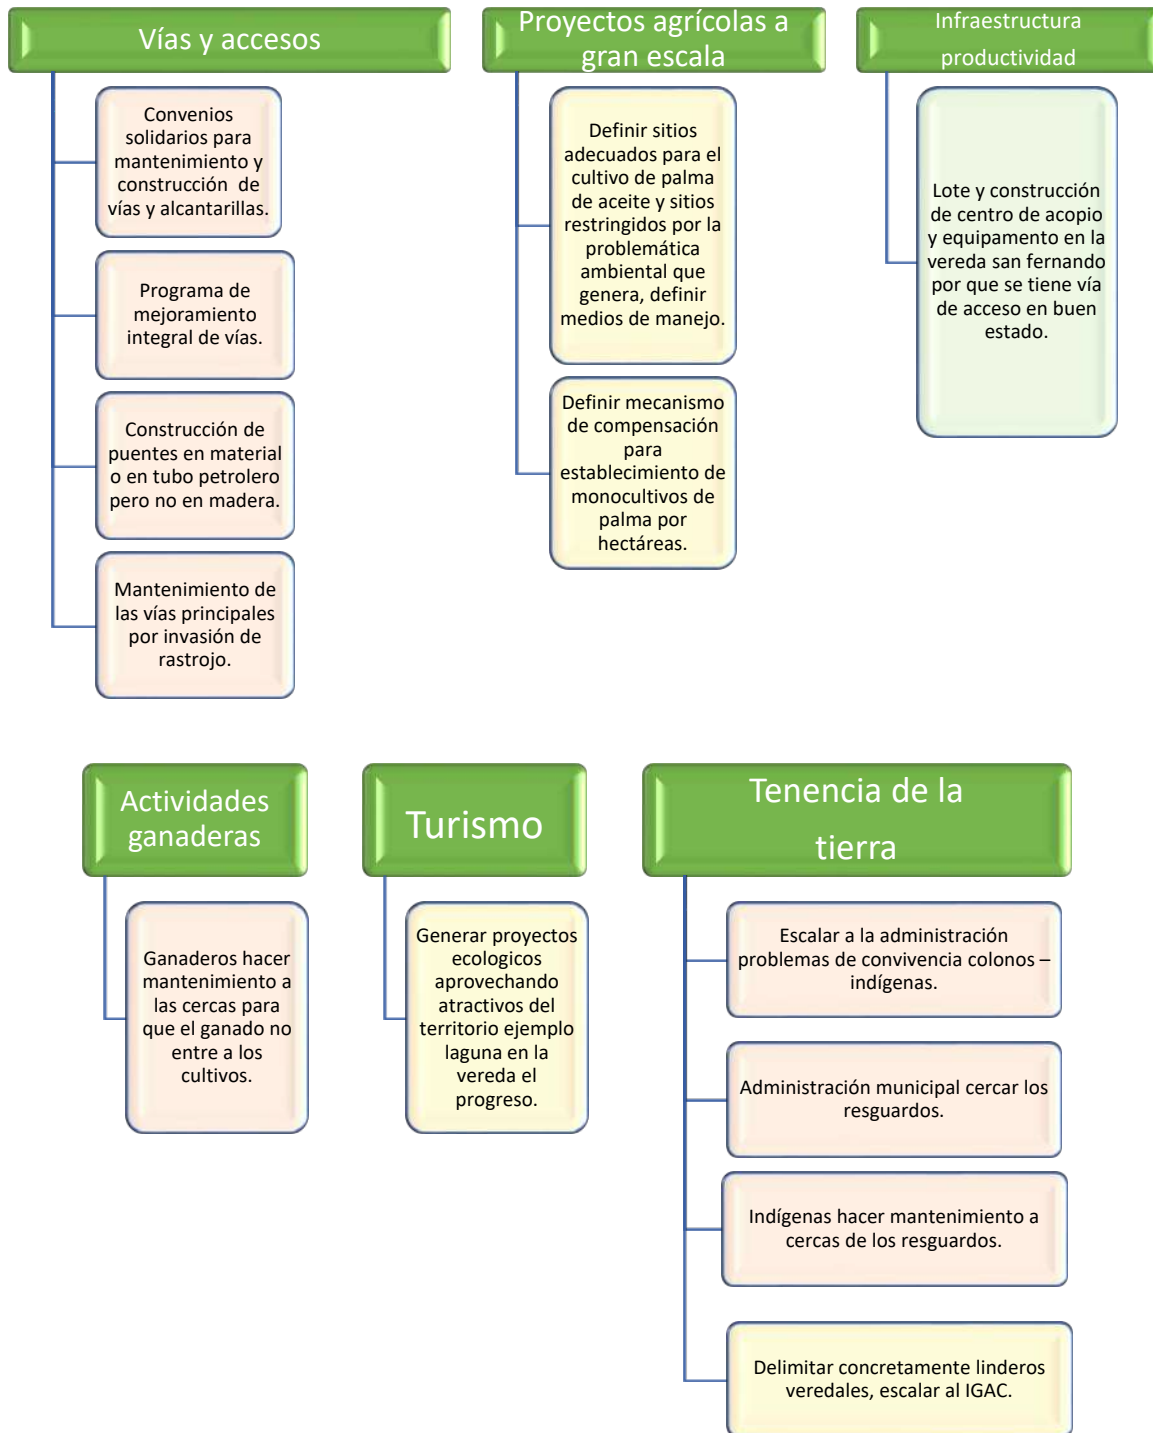 Vías y accesos
Convenios
solidarios para
mantenimiento y
construcción de
vías y alcantarillas.
Programa de
mejoramiento
integral de vías.
Construcción de
puentes en material
o en tubo petrolero
pero no en madera.
Mantenimiento de
las vías principales
por invasión de
rastrojo.
Proyectos agrícolas a
gran escala
Definir sitios
adecuados para el
cultivo de palma
de aceite y sitios
restringidos por la
problemática
ambiental que
genera, definir
medios de manejo.
Definir mecanismo
de compensación
para
establecimiento de
monocultivos de
palma por
hectáreas.
Infraestructura
productividad
Lote y construcción
de centro de acopio
y equipamento en la
vereda san fernando
por que se tiene vía
de acceso en buen
estado.
Actividades
ganaderas
Ganaderos hacer
mantenimiento a
las cercas para
que el ganado no
entre a los
cultivos.
Turismo
Generar proyectos
ecologicos
aprovechando
atractivos del
territorio ejemplo
laguna en la
vereda el
progreso.
Tenencia de la
tierra
Escalar a la administración
problemas de convivencia colonos –
indígenas.
Administración municipal cercar los
resguardos.
Indígenas hacer mantenimiento a
cercas de los resguardos.
Delimitar concretamente linderos
veredales, escalar al IGAC.